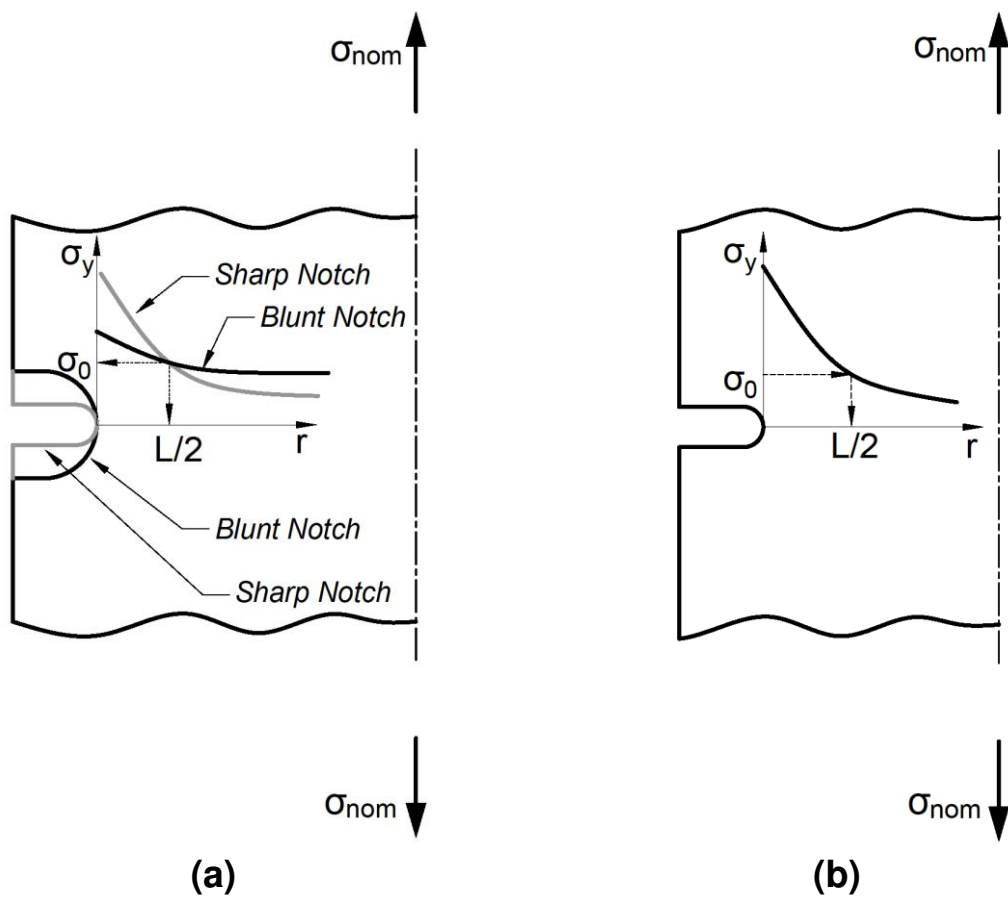 σnom
σy
Sharp Notch
Blunt Notch
σ0
L/2
r
Blunt Notch
Sharp Notch
σnom
(a)
σnom
σy
σ0
L/2
r
σnom
(b)